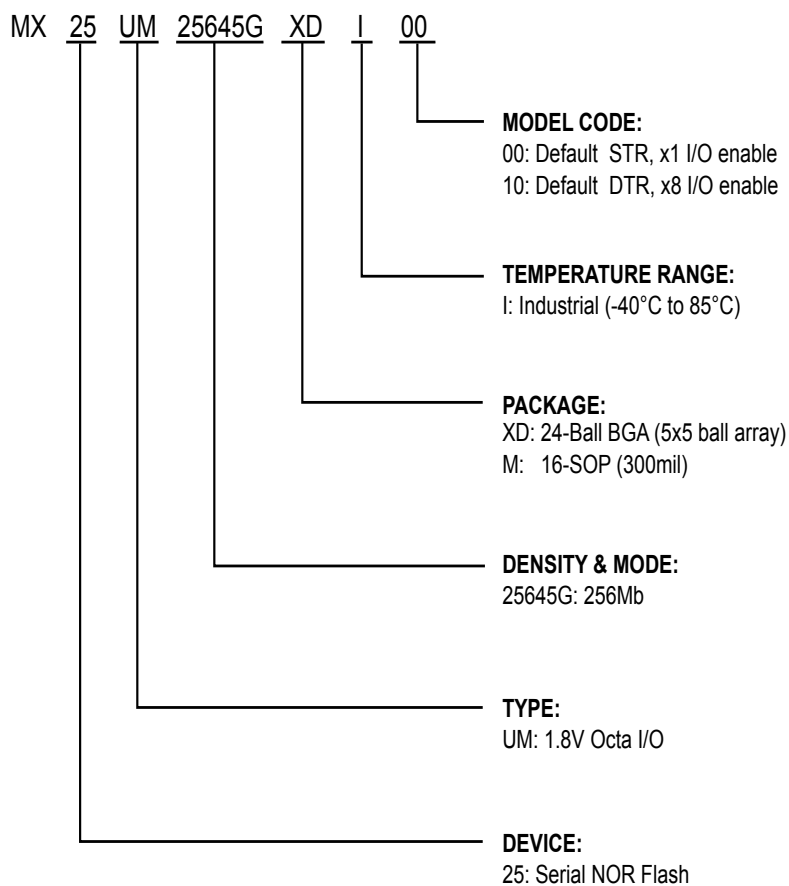 MX 25 UM 25645G XD I 00
MODEL CODE:
00: Default STR, x1 I/O enable
10: Default DTR, x8 I/O enable
TEMPERATURE RANGE:
I: Industrial (-40°C to 85°C)
PACKAGE:
XD: 24-Ball BGA (5x5 ball array)
M: 16-SOP (300mil)
DENSITY & MODE:
25645G: 256Mb
TYPE:
UM: 1.8V Octa I/O
DEVICE:
25: Serial NOR Flash